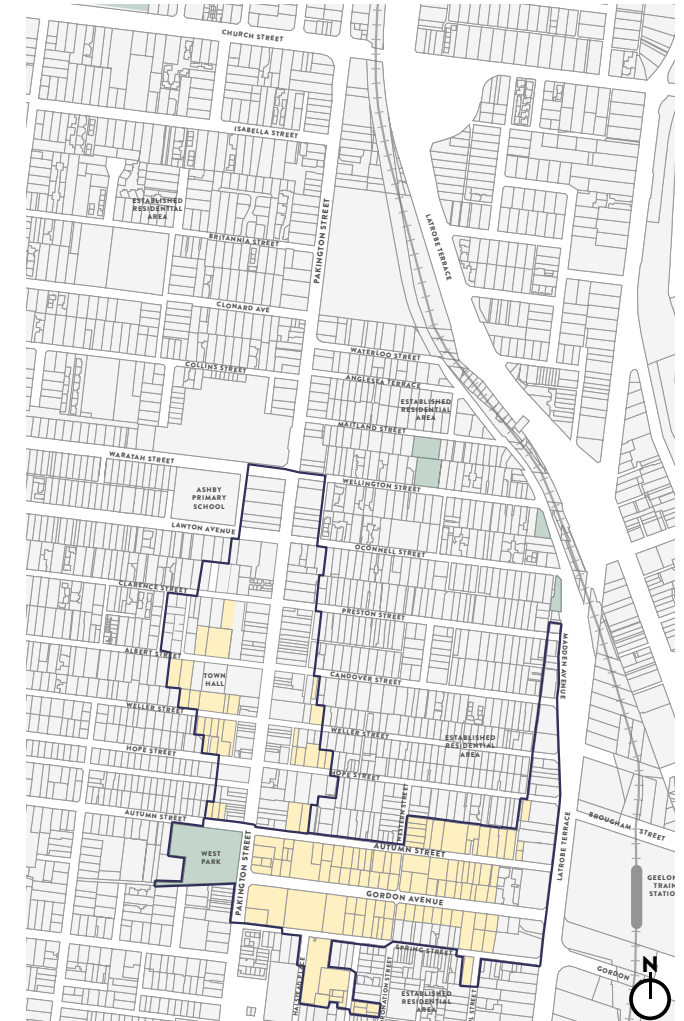 CHURCH STREET
ISABELLA STREET
ESTABLISHED
RESIDENTIAL
AREA
PAKINGTON STREET
LATROBE TERRACE
BRITANNIA STREET
CLONARD AVE
WATERLOO STREET
COLLINS STREET
ANGLESEA TERRACE
ESTABLISHED
RESIDENTIAL
AREA
MAITLAND STREET
WARATAH STREET
WELLINGTON STREET
ASHBY
PRIMARY
SCHOOL
LAWTON AVENUE
OCONNELL STREET
CLARENCE STREET
PRESTON STREET
MADDEN AVENUE
ALBERT STREET
TOWN
HALL
CANDOVER STREET
WELLER STREET
WELLER STREET
ESTABLISHED
RESIDENTIAL
AREA
HOPE STREET
HOPE STREET
WESTERN STREET
AUTUMN STREET
BROUGHAM STREET
LATROBE TERRACE
AUTUMN STREET
WEST
PARK
PAKINGTON STREET
GORDON AVENUE
GEELON
TRAIN
STATIO
SPRING STREET
N
GORDON
ESTABLISHED
RESIDENTIAL
AREA